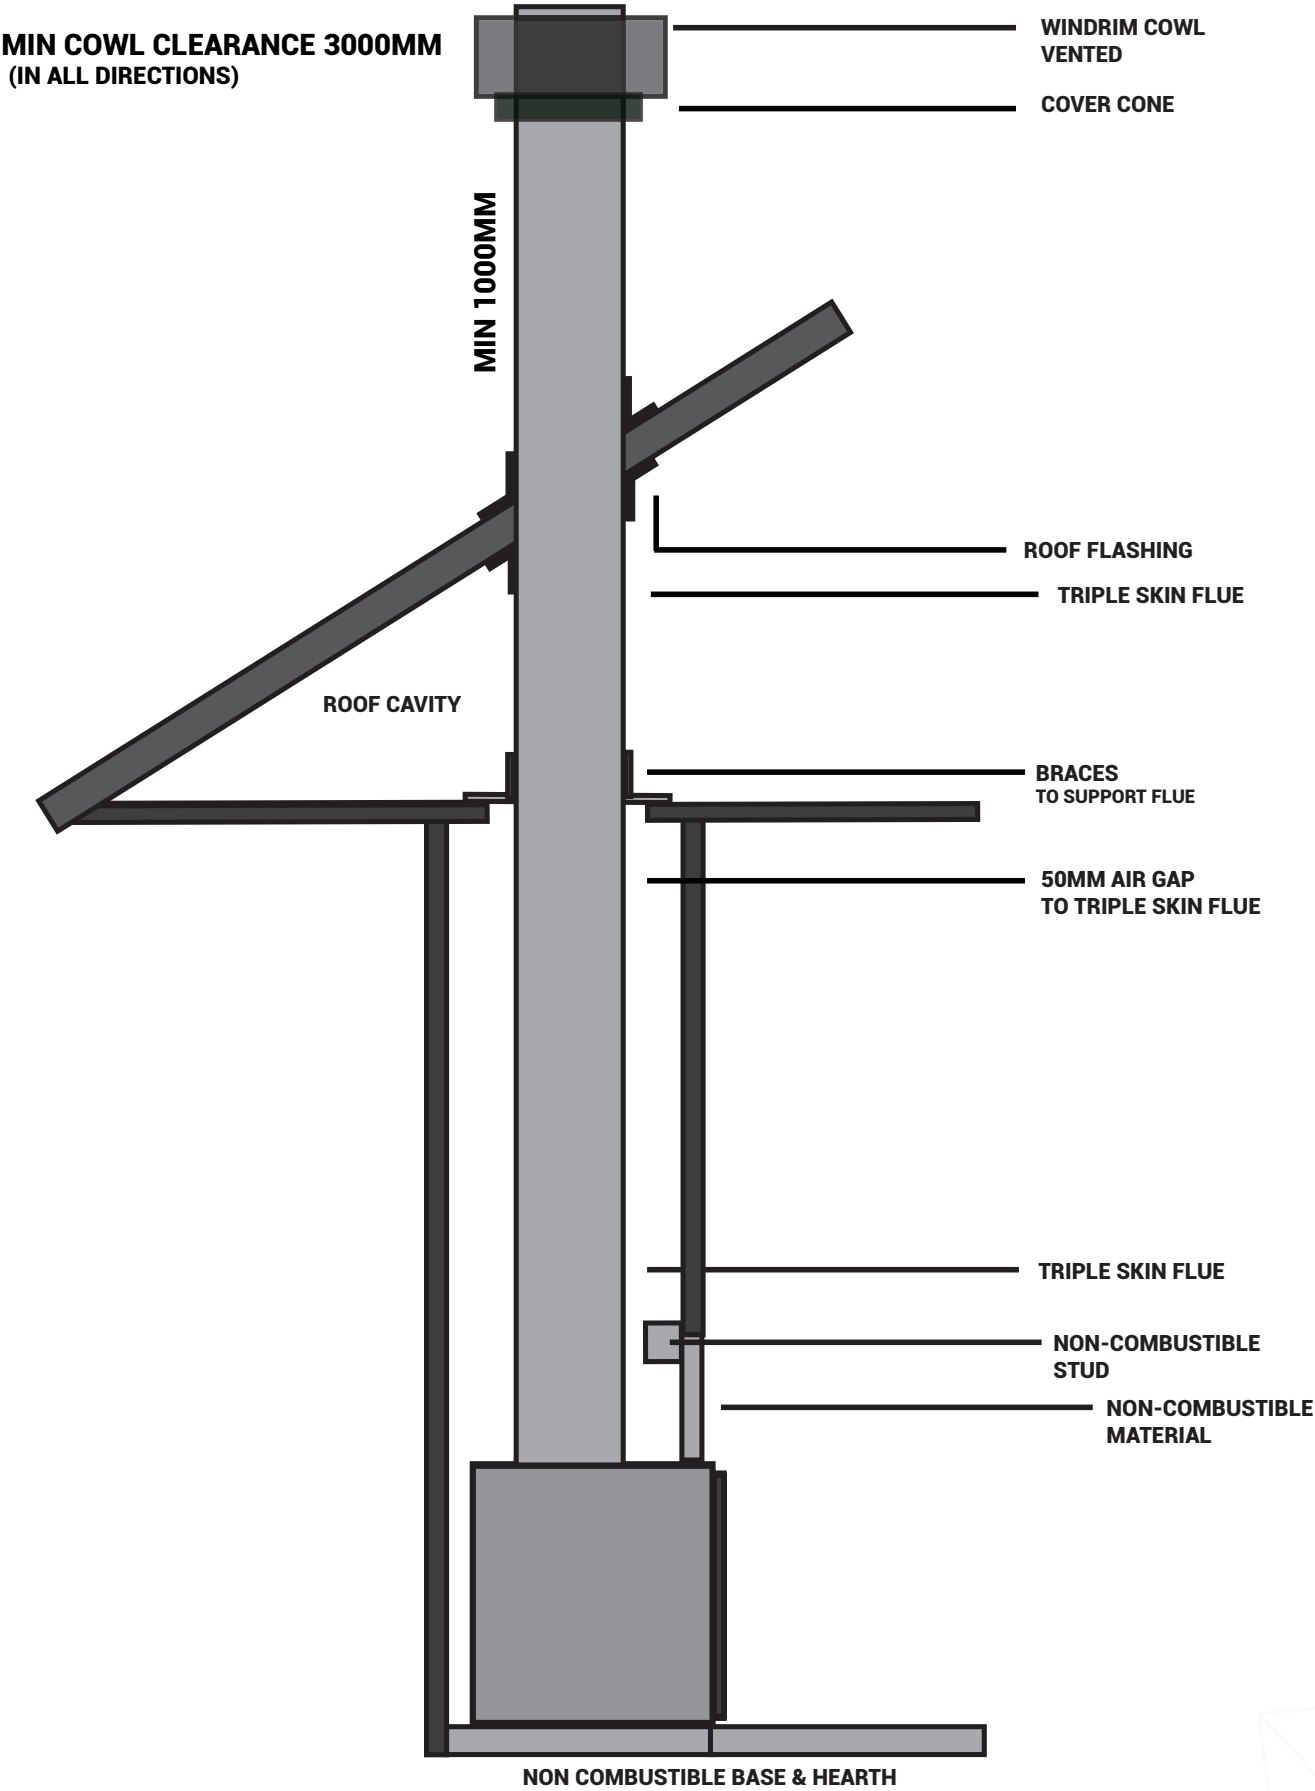 MIN COWL CLEARANCE 3000MM
(IN ALL DIRECTIONS)
WINDRIM COWL
VENTED
COVER CONE
MIN 1000MM
ROOF FLASHING
TRIPLE SKIN FLUE
ROOF CAVITY
BRACES
TO SUPPORT FLUE
50MM AIR GAP
TO TRIPLE SKIN FLUE
TRIPLE SKIN FLUE
NON-COMBUSTIBLE
STUD
NON-COMBUSTIBLE
MATERIAL
NON COMBUSTIBLE BASE & HEARTH